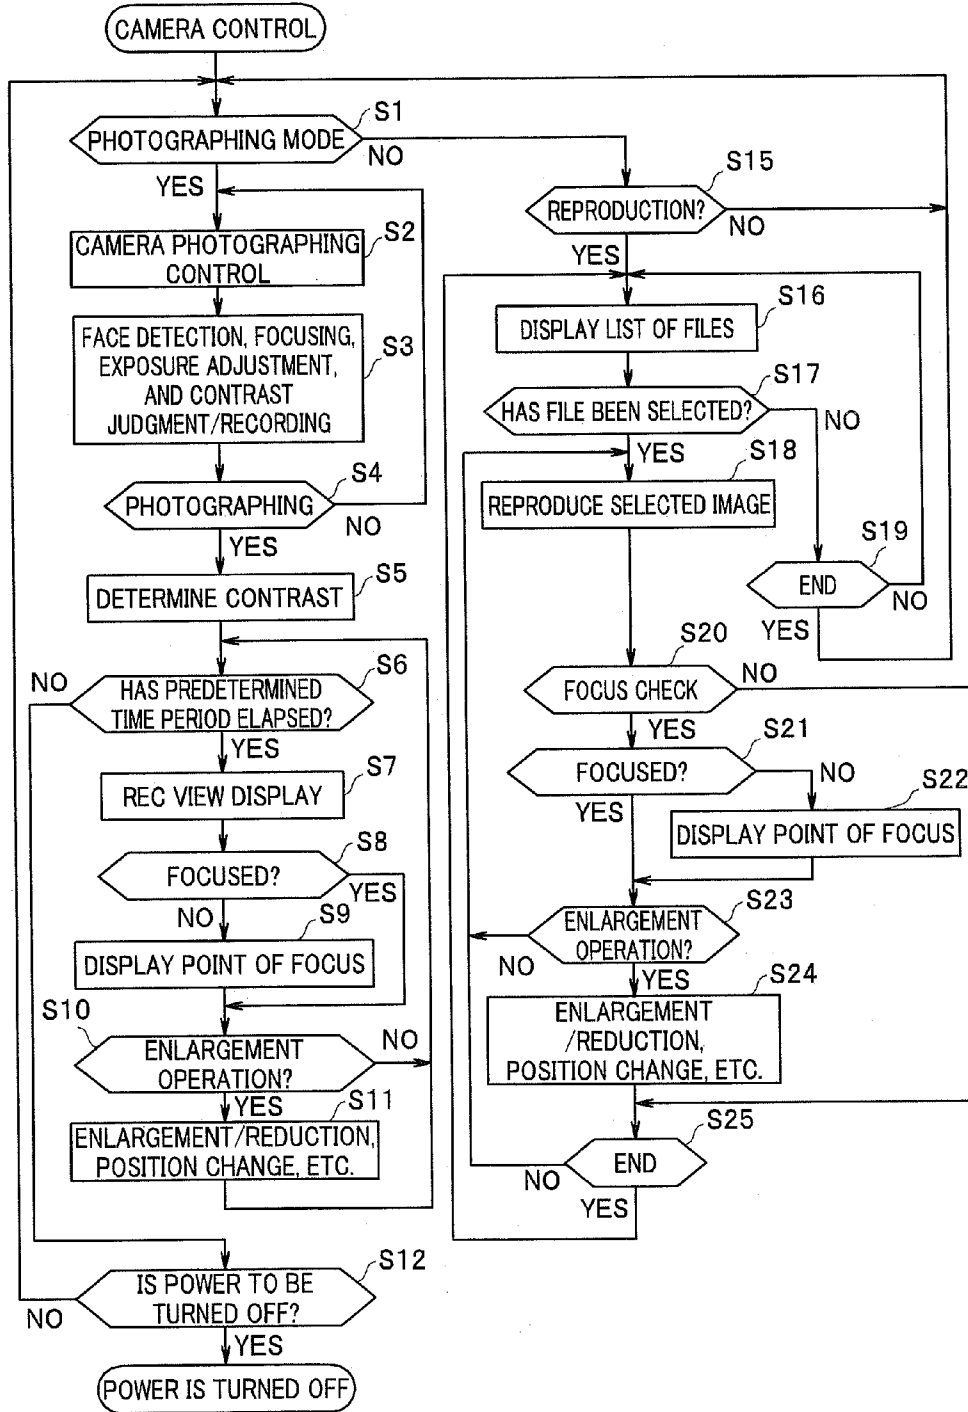 CAMERA CONTROL
S1
PHOTOGRAPHING MODE
NO
YES
S2
CAMERA PHOTOGRAPHING
CONTROL
S3
FACE DETECTION, FOCUSING,
EXPOSURE ADJUSTMENT,
AND CONTRAST
JUDGMENT/RECORDING
S4
PHOTOGRAPHING
NO
YES
S5
DETERMINE CONTRAST
S6
NO
HAS PREDETERMINED
TIME PERIOD ELAPSED?
YES
S7
REC VIEW DISPLAY
S8
FOCUSED?
YES
NO
S9
DISPLAY POINT OF FOCUS
S10
NO
ENLARGEMENT
OPERATION?
YES
S11
ENLARGEMENT/REDUCTION,
POSITION CHANGE, ETC.
S12
IS POWER TO BE
TURNED OFF?
NO
YES
POWER IS TURNED OFF
S15
REPRODUCTION?
NO
YES
S16
DISPLAY LIST OF FILES
S17
HAS FILE BEEN SELECTED?
NO
YES
S18
REPRODUCE SELECTED IMAGE
S19
END
NO
YES
S20
NO
FOCUS CHECK
YES
S21
FOCUSED?
NO
YES
S22
DISPLAY POINT OF FOCUS
S23
ENLARGEMENT
OPERATION?
NO
YES
S24
ENLARGEMENT
/REDUCTION,
POSITION CHANGE, ETC.
S25
END
NO
YES